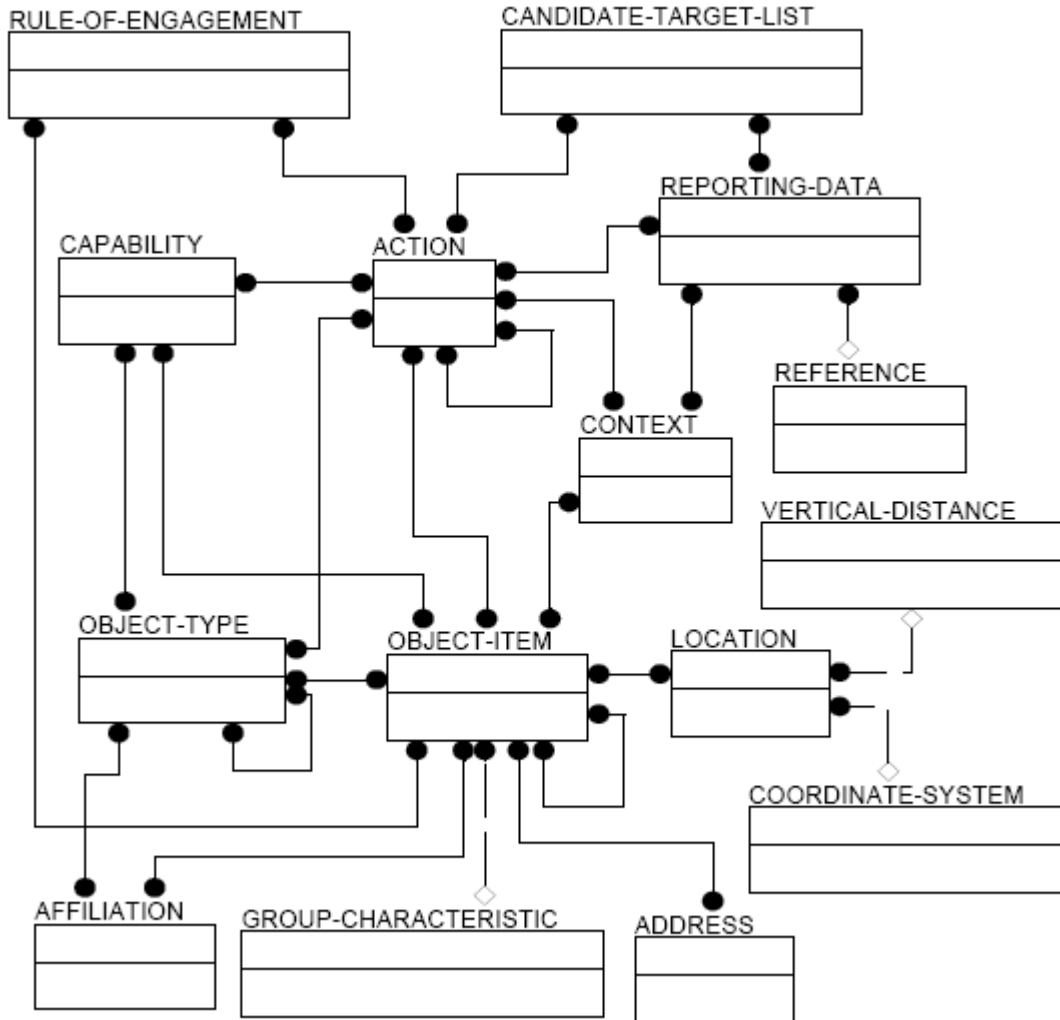 RULE-OF-ENGAGEMENT
CANDIDATE-TARGET-LIST
REPORTING-DATA
CAPABILITY
ACTION
REFERENCE
CONTEXT
VERTICAL-DISTANCE
OBJECT-TYPE
OBJECT-ITEM
LOCATION
COORDINATE-SYSTEM
AFFILIATION
GROUP-CHARACTERISTIC
ADDRESS